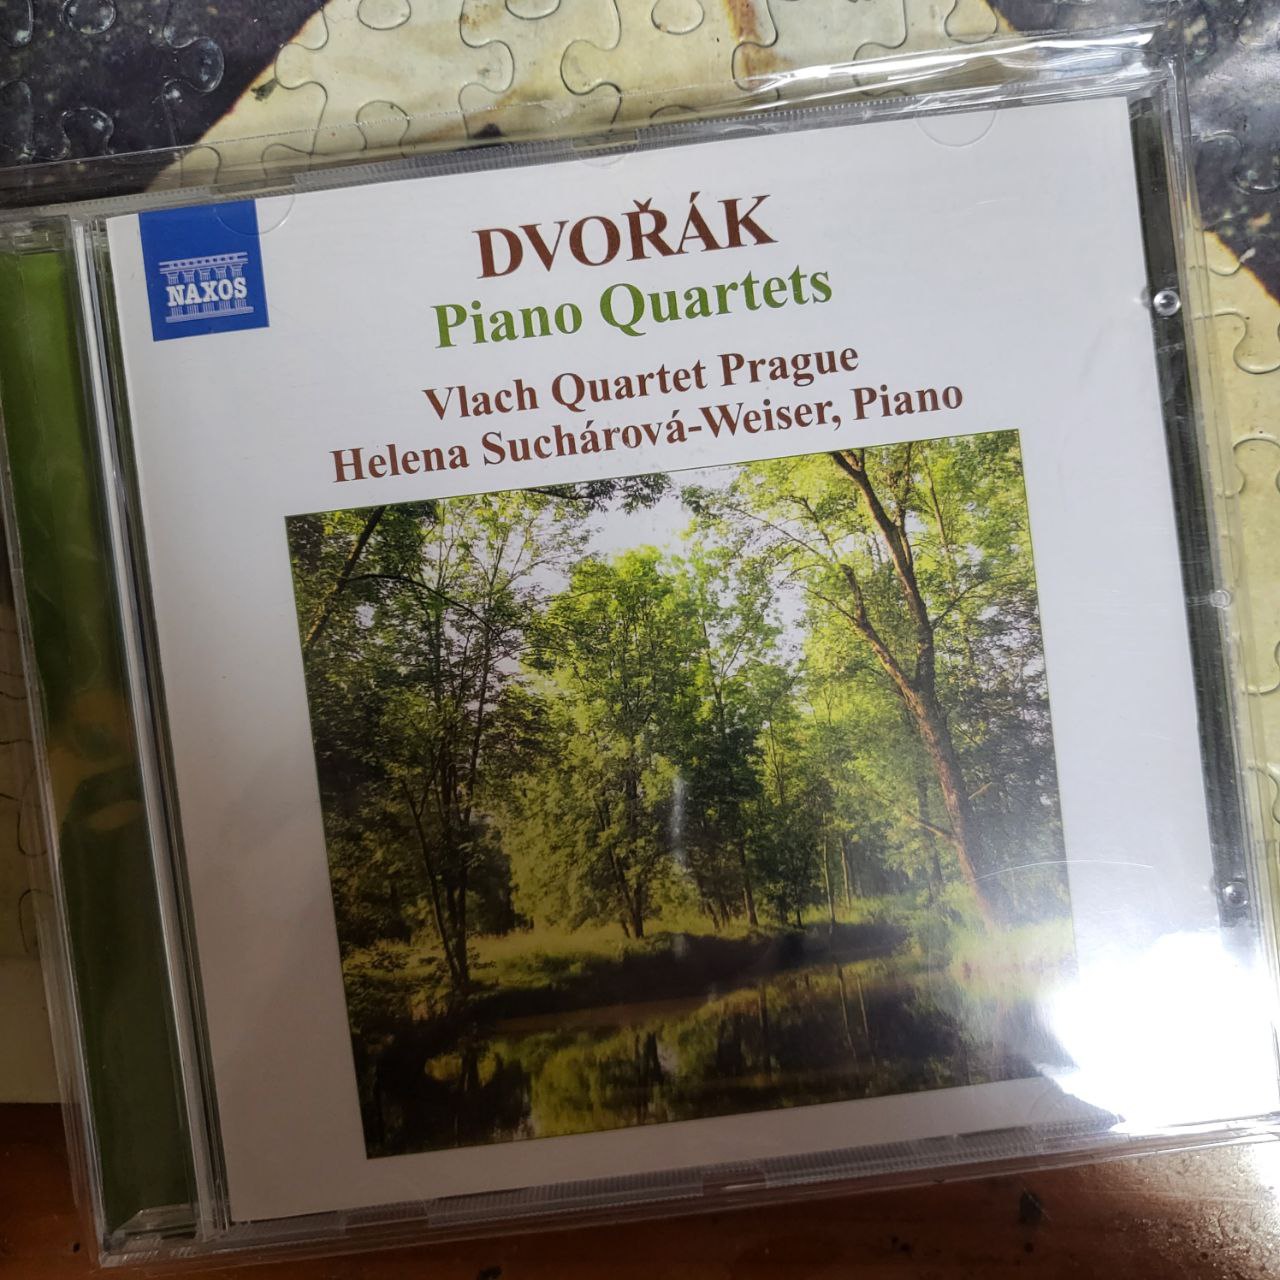 NAXOS
DVOŘÁK
Piano Quartets
Vlach Quartet Prague
Helena Suchárová-Weiser, Piano